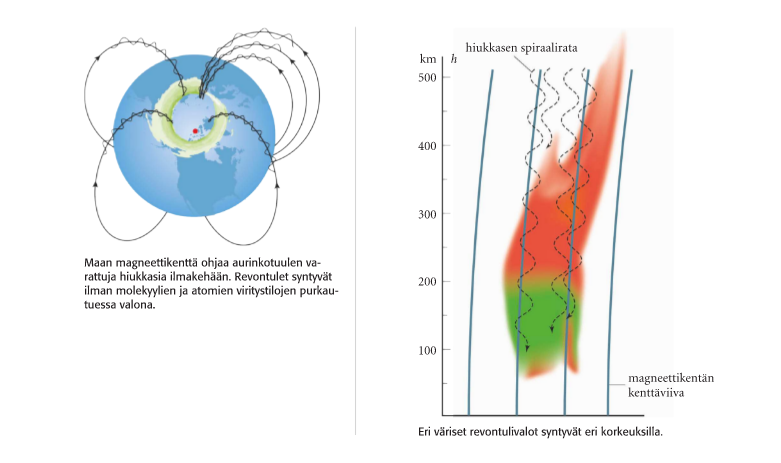 Maan magneettikenttä ohjaa aurinkotuulen va-
rattuja hiukkasia ilmakehään. Revontulet syntyvät
ilman molekyylien ja atomien viritystilojen purkau-
tuessa valona.
hiukkasen spiraalirata
km h
500
400
300
200
100
magneettikentän
kenttäviiva
Eri väriset revontulivalot syntyvät eri korkeuksilla.